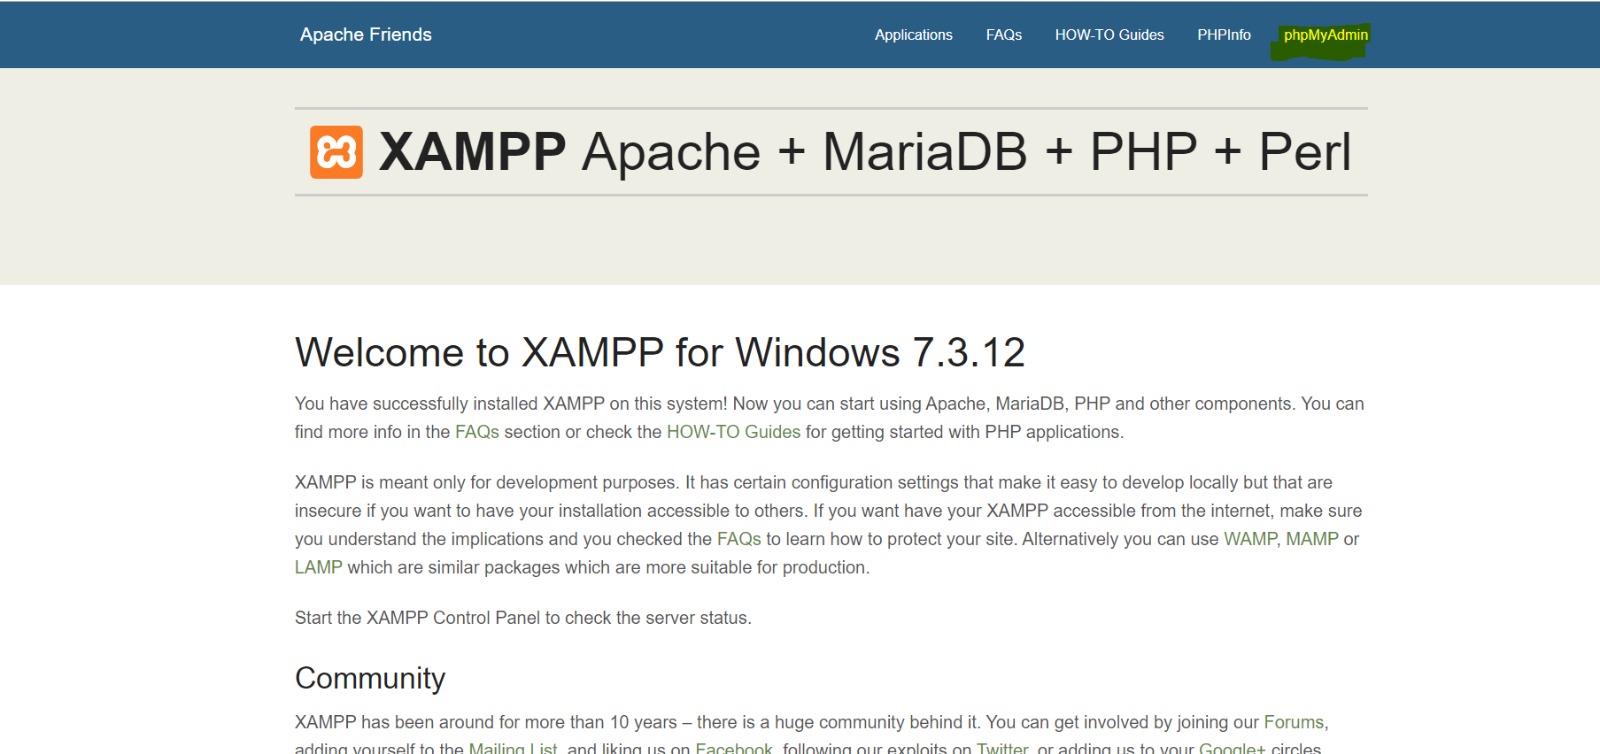 Apache Friends
Applications FAQs HOW-TO Guides PHPInfo phpMyAdmin
XAMPP Apache + MariaDB + PHP + Perl
Welcome to XAMPP for Windows 7.3.12
You have successfully installed XAMPP on this system! Now you can start using Apache, MariaDB, PHP and other components. You can
find more info in the FAQs section or check the HOW-TO Guides for getting started with PHP applications.
XAMPP is meant only for development purposes. It has certain configuration settings that make it easy to develop locally but that are
insecure if you want to have your installation accessible to others. If you want have your XAMPP accessible from the internet, make sure
you understand the implications and you checked the FAQs to learn how to protect your site. Alternatively you can use WAMP, MAMP or
LAMP which are similar packages which are more suitable for production.
Start the XAMPP Control Panel to check the server status.
Community
XAMPP has been around for more than 10 years – there is a huge community behind it. You can get involved by joining our Forums,
adding yourself to the Mailing List, and liking us on Facebook, following our exploits on Twitter, or adding us to your Google+ circles.